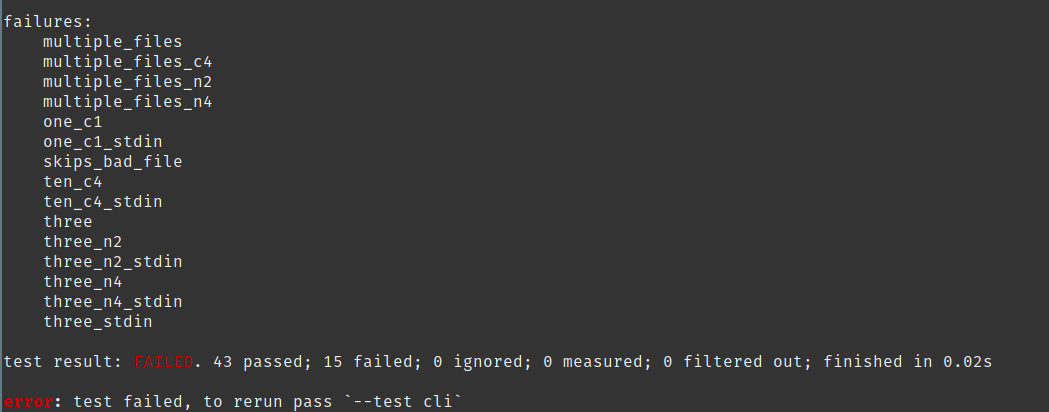 failures:
    multiple_files
    multiple_files_c4
    multiple_files_n2
    multiple_files_n4
    one_c1
    one_c1_stdin
    skips_bad_file
    ten_c4
    ten_c4_stdin
    three
    three_n2
    three_n2_stdin
    three_n4
    three_n4_stdin
    three_stdin
test result: FAILED. 43 passed; 15 failed; 0 ignored; 0 measured; 0 filtered out; finished in 0.02s
error: test failed, to rerun pass `--test cli`